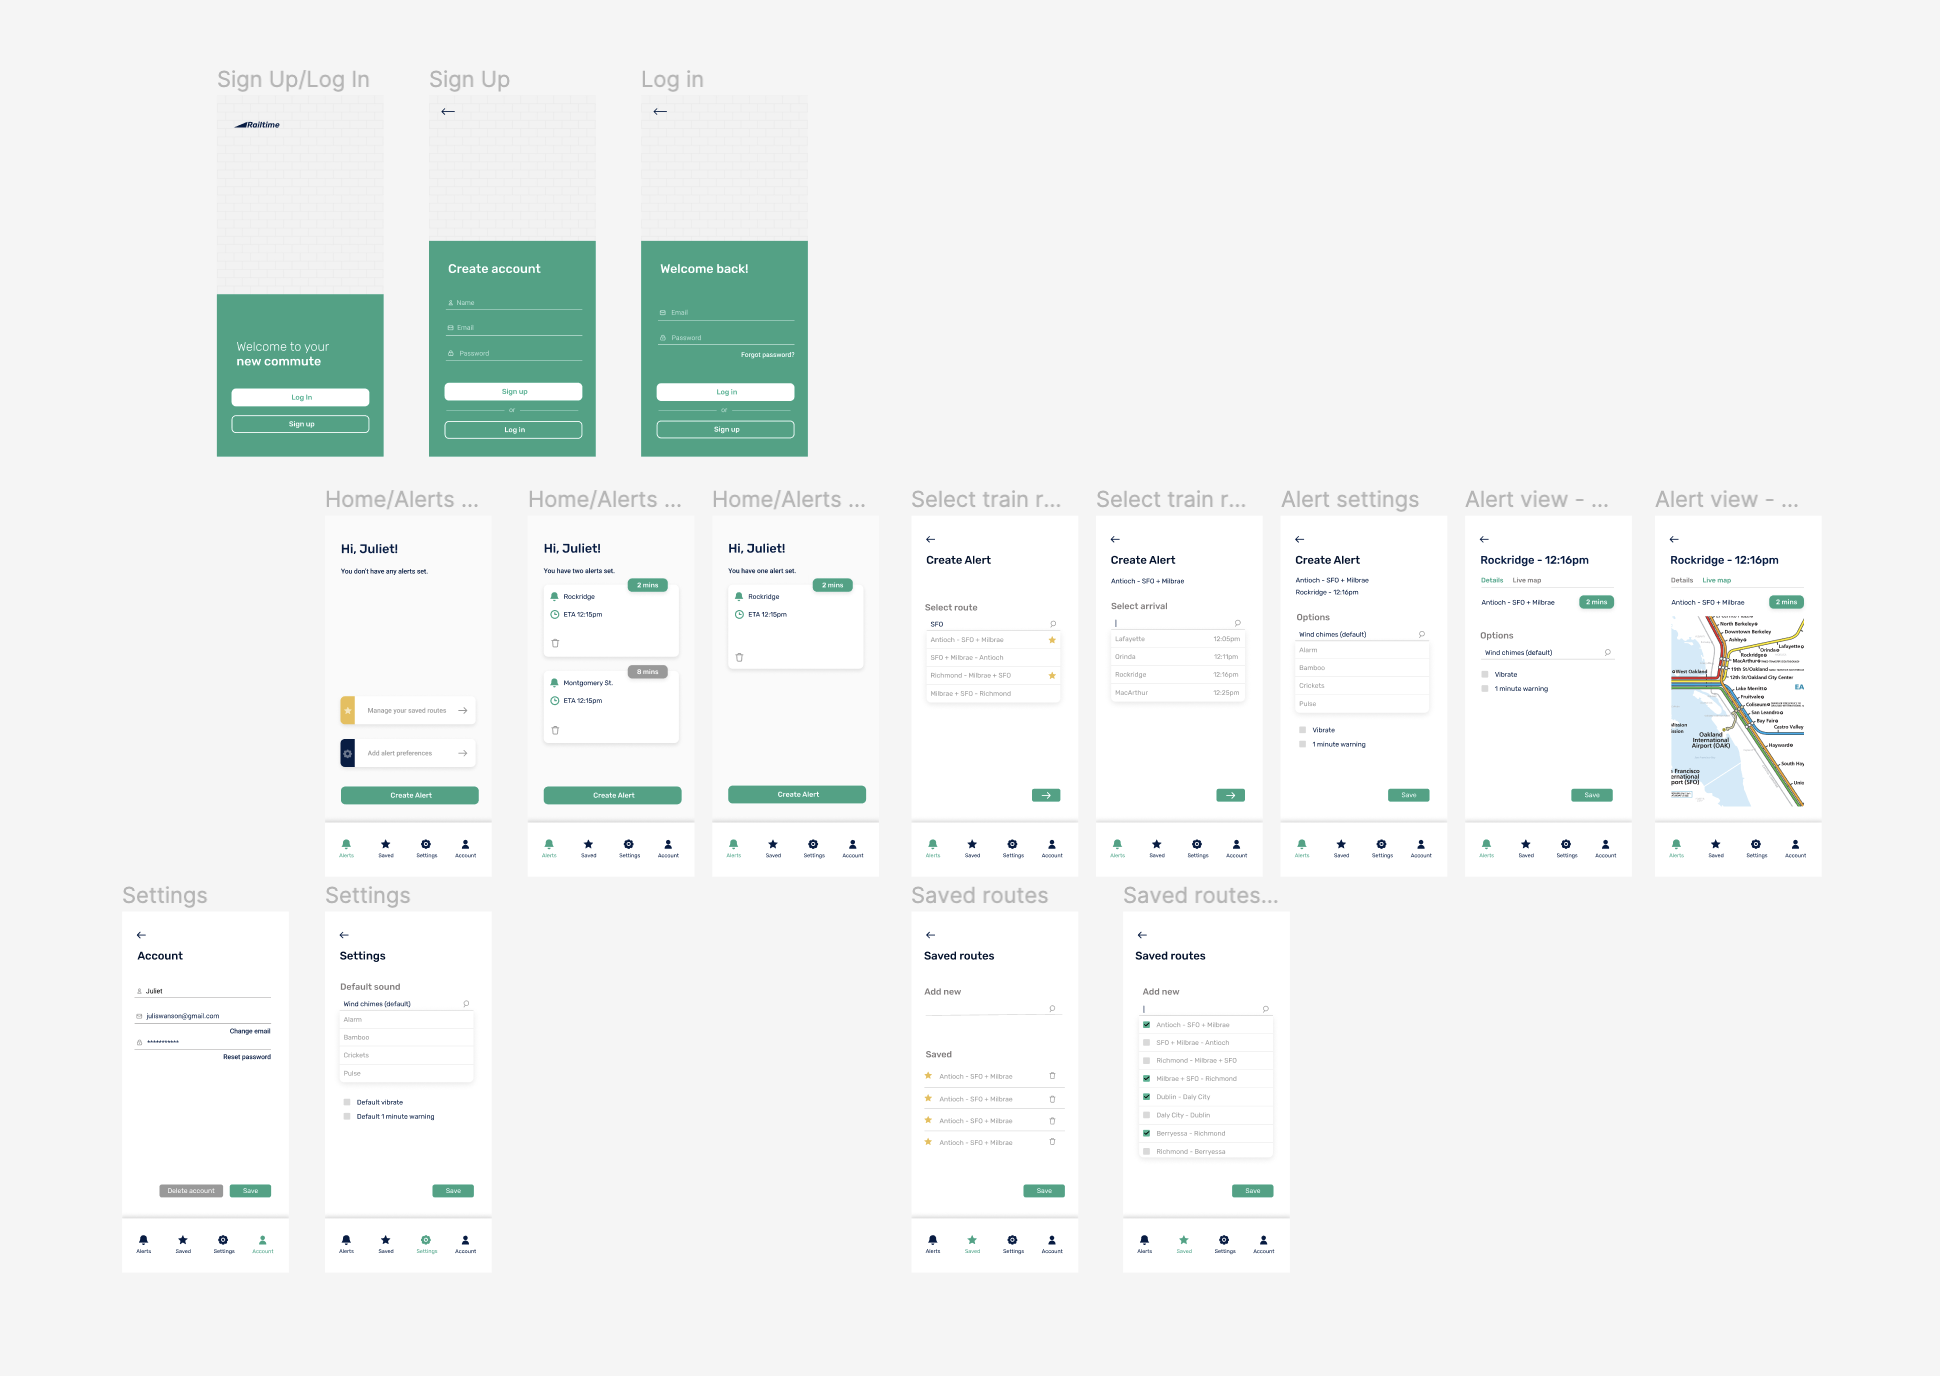 Sign Up/Log In
Railtime
Welcome to your
new commute
Log In
Sign up
Sign Up
Create account
Name
Email
Password
Sign up
or
Log in
Log in
Welcome back!
Email
Password
Forgot password?
Log in
or
Sign up
Home/Alerts ...
Hi, Juliet!
You don't have any alerts set.
Manage your saved routes
Add alert preferences
Create Alert
Alerts Saved Settings Account
Home/Alerts ...
Hi, Juliet!
You have two alerts set.
2 mins
Rockridge
ETA 12:15pm
8 mins
Montgomery St.
ETA 12:15pm
Create Alert
Alerts Saved Settings Account
Home/Alerts ...
Hi, Juliet!
You have one alert set.
2 mins
Rockridge
ETA 12:15pm
Create Alert
Alerts Saved Settings Account
Select train r...
Create Alert
Select route
SFO
Antioch - SFO + Milbrae
SFO + Milbrae - Antioch
Richmond - Milbrae + SFO
Milbrae + SFO - Richmond
Alerts Saved Settings Account
Select train r...
Create Alert
Antioch - SFO + Milbrae
Select arrival
Lafayette 12:05pm
Orinda 12:11pm
Rockridge 12:16pm
MacArthur 12:25pm
Alerts Saved Settings Account
Alert settings
Create Alert
Antioch - SFO + Milbrae
Rockridge - 12:16pm
Options
Wind chimes (default)
Alarm
Bamboo
Crickets
Pulse
Vibrate
1 minute warning
Save
Alerts Saved Settings Account
Alert view - ...
Rockridge - 12:16pm
Details Live map
Antioch - SFO + Milbrae 2 mins
Options
Wind chimes (default)
Vibrate
1 minute warning
Save
Alerts Saved Settings Account
Alert view - ...
Rockridge - 12:16pm
Details Live map
Antioch - SFO + Milbrae 2 mins
North Berkeley
Downtown Berkeley
Ashby
Lafayette
Orinda
Rockridge
MacArthur
West Oakland
19th St/Oakland
12th St/Oakland City Center
Lake Merritt
EA
Fruitvale
Coliseum
San Leandro
Bay Fair
Castro Valley
Mission
ission
Oakland
International
Airport (OAK)
Hayward
South Hay
Francisco
ernational
port (SFO)
Unio
Alerts Saved Settings Account
Settings
Account
Juliet
juliswanson@gmail.com
Change email
***********
Reset password
Delete account Save
Alerts Saved Settings Account
Settings
Settings
Default sound
Wind chimes (default)
Alarm
Bamboo
Crickets
Pulse
Default vibrate
Default 1 minute warning
Save
Alerts Saved Settings Account
Saved routes
Saved routes
Add new
Saved
Antioch - SFO + Milbrae
Antioch - SFO + Milbrae
Antioch - SFO + Milbrae
Antioch - SFO + Milbrae
Save
Alerts Saved Settings Account
Saved routes...
Saved routes
Add new
Antioch - SFO + Milbrae
SFO + Milbrae - Antioch
Richmond - Milbrae + SFO
Milbrae + SFO - Richmond
Dublin - Daly City
Daly City - Dublin
Berryessa - Richmond
Richmond - Berryessa
Save
Alerts Saved Settings Account